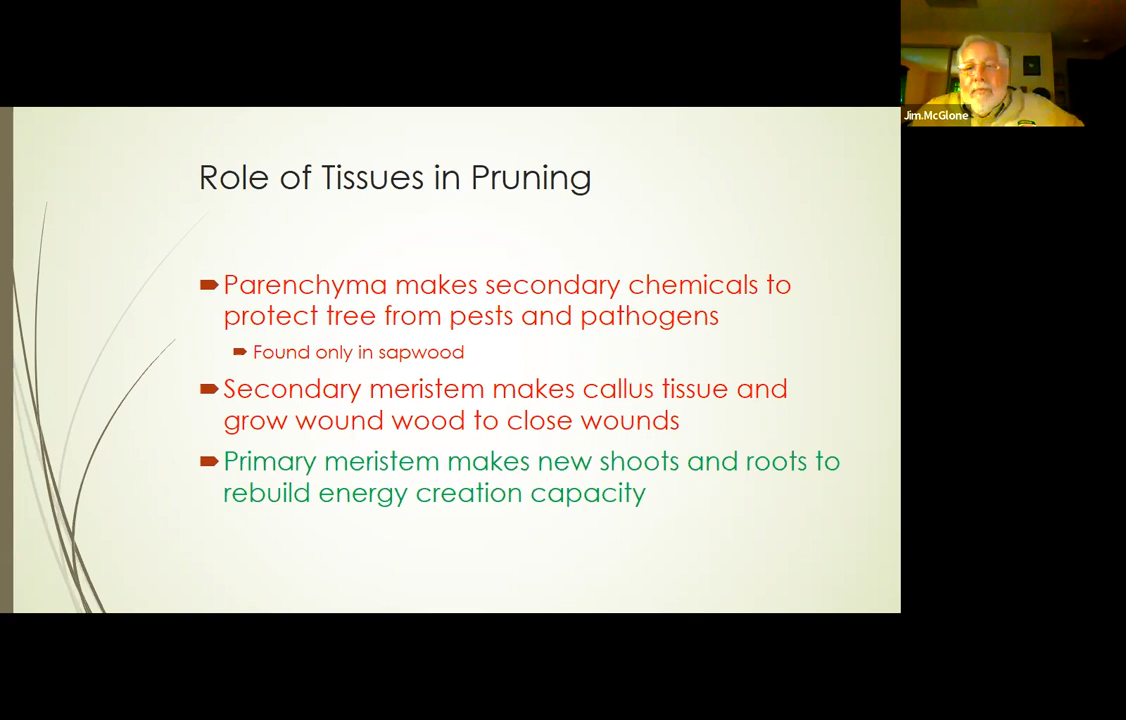 Jim.McGlone
Role of Tissues in Pruning
Parenchyma makes secondary chemicals to
protect tree from pests and pathogens
Found only in sapwood
Secondary meristem makes callus tissue and
grow wound wood to close wounds
Primary meristem makes new shoots and roots to
rebuild energy creation capacity